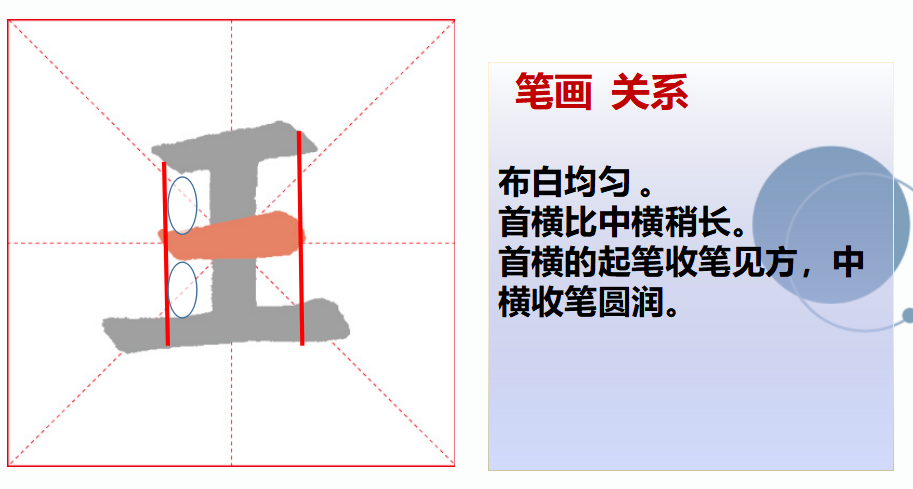 王
笔画 关系
布白均匀 。
首横比中横稍长。
首横的起笔收笔见方，中
横收笔圆润。